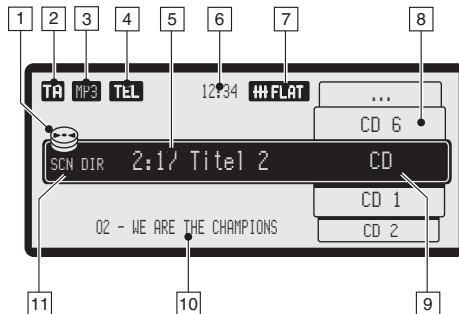 1 2 3 4 5 6 7 8
TA MP3 TEL 12:34 FLAT ...
CD 6
SCN DIR 2:17 Titel 2 CD
CD 1
02 - WE ARE THE CHAMPIONS CD 2
11 10 9